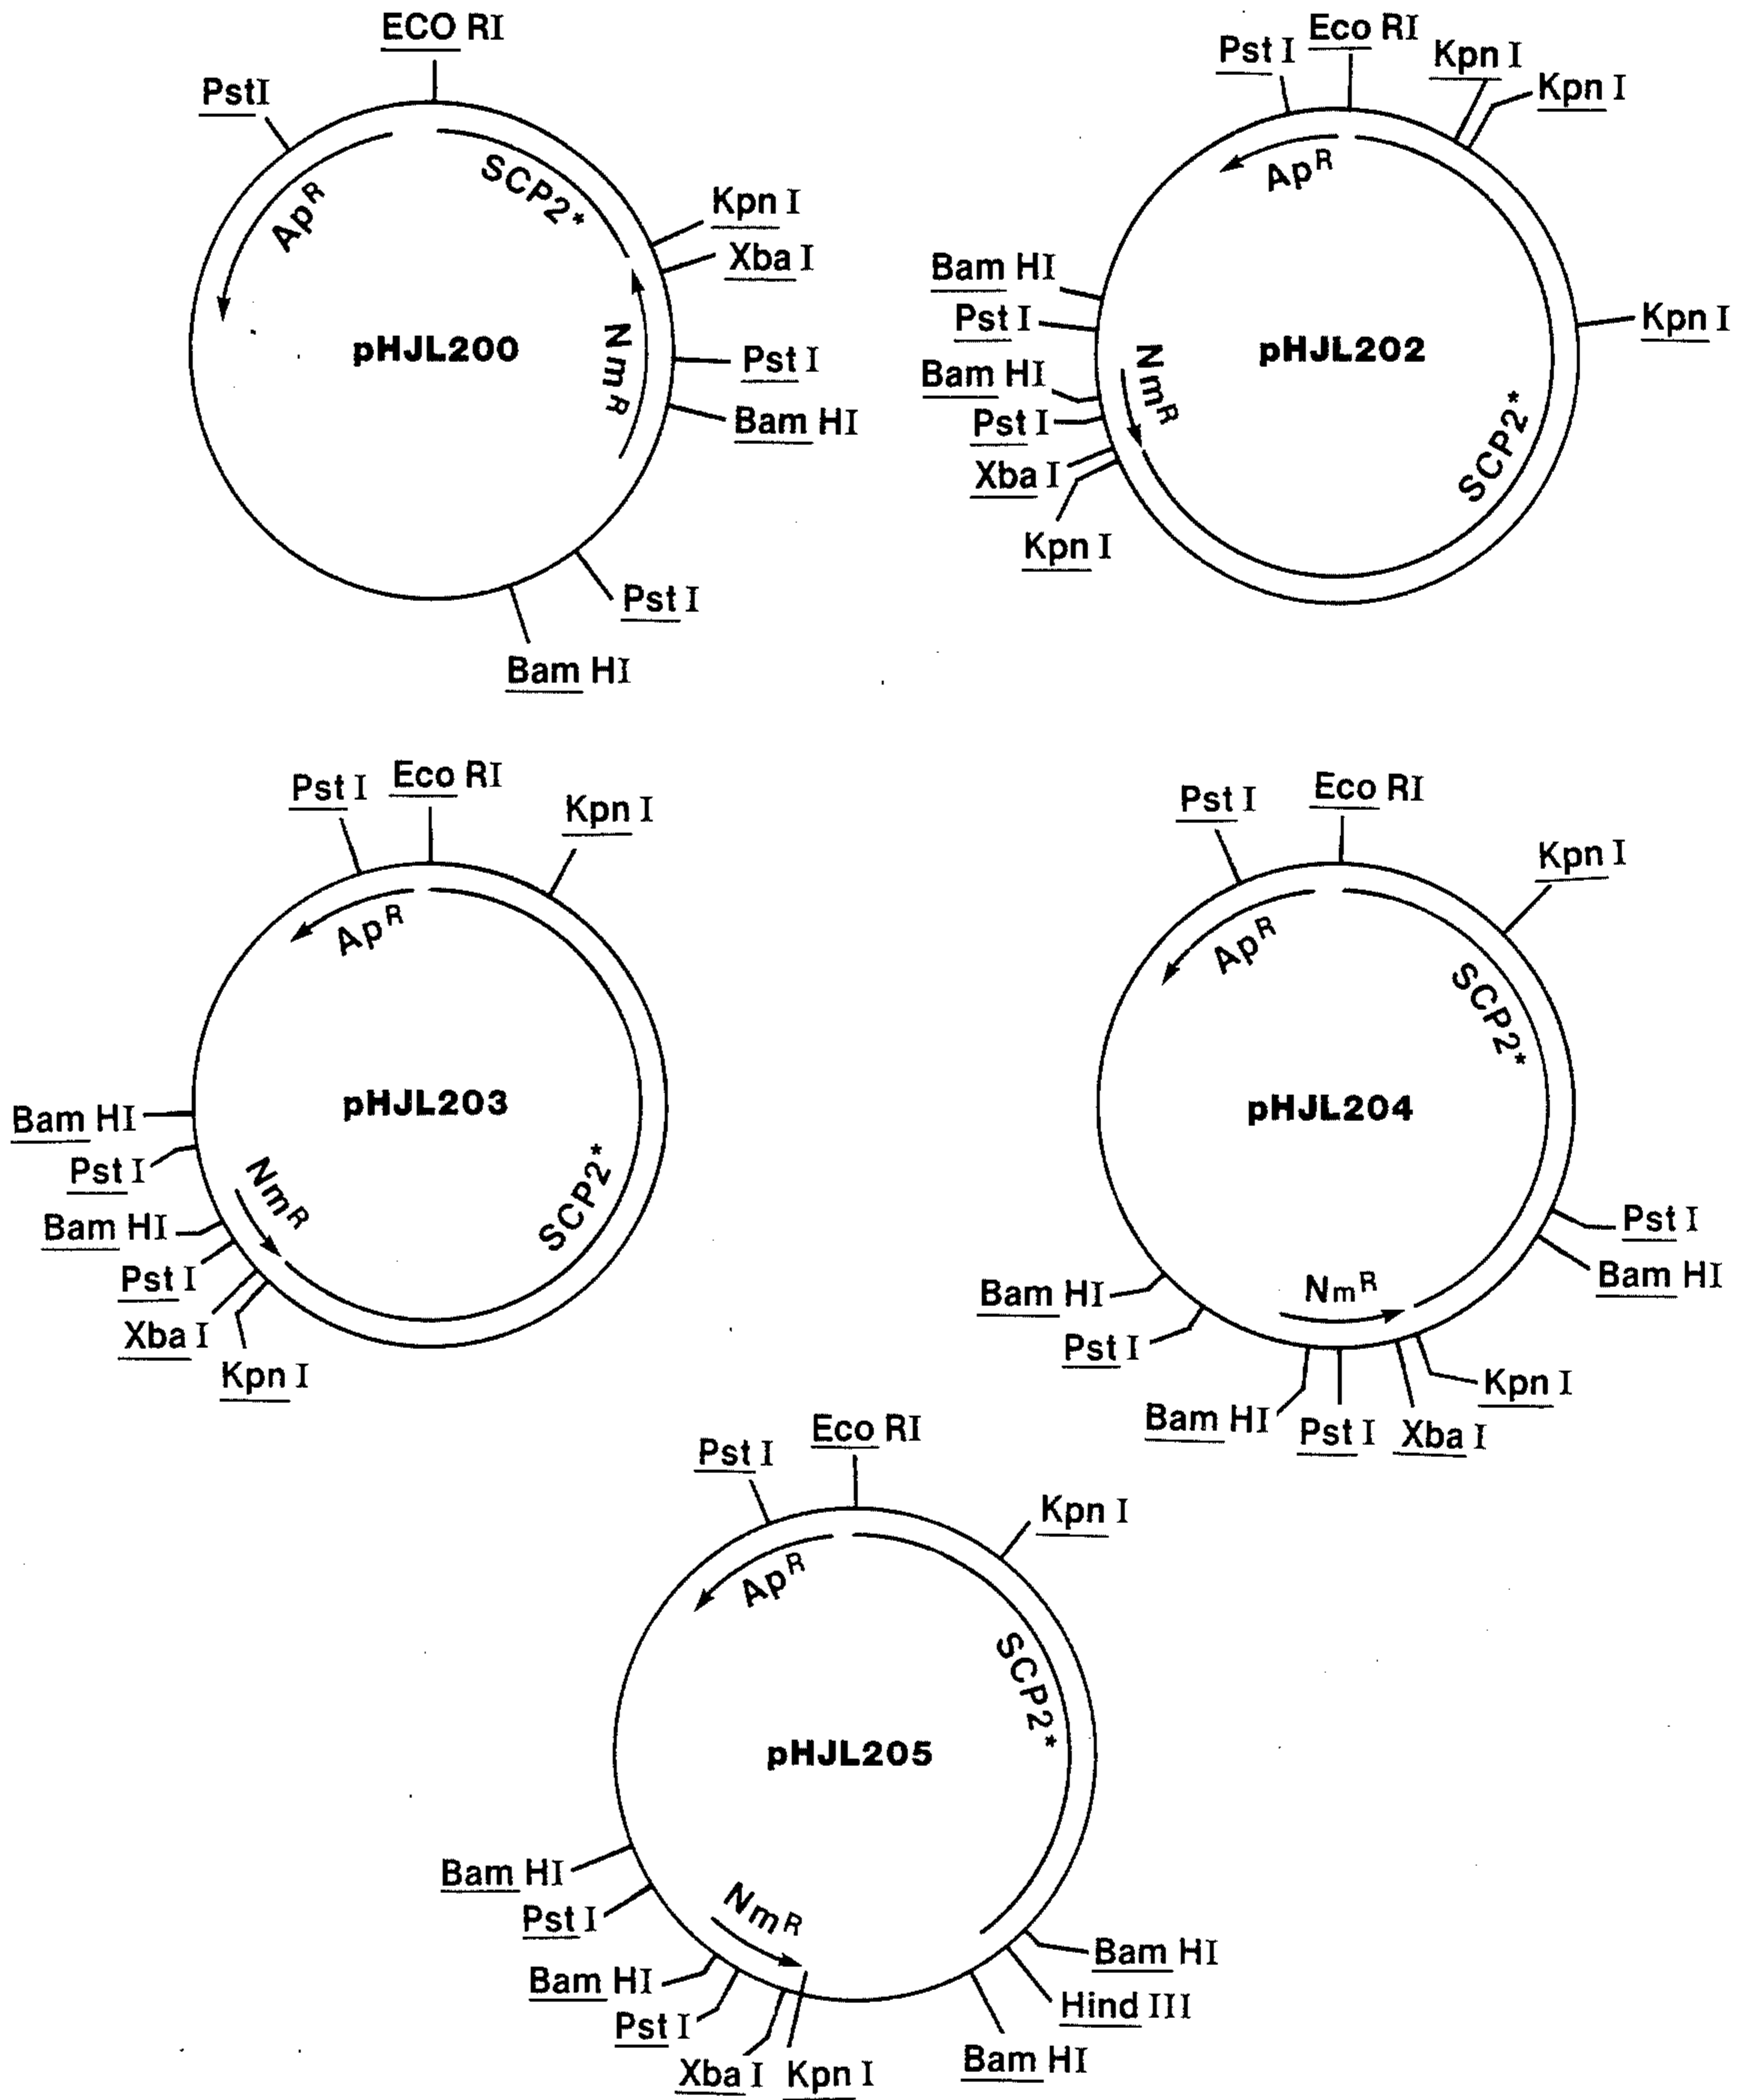 ECO RI
PstI
SCP2*
ApR
Kpn I
Xba I
NmR
pHJL200
Pst I
Bam HI
Pst I
Bam HI
Eco RI
Pst I
Kpn I
Kpn I
ApR
Bam HI
Pst I
Kpn I
pHJL202
Bam HI
NmR
Pst I
SCP2*
Xba I
Kpn I
Eco RI
Pst I
Kpn I
ApR
pHJL203
Bam HI
Pst I
NmR
SCP2*
Bam HI
Pst I
Xba I
Kpn I
Eco RI
Pst I
Kpn I
ApR
SCP2*
pHJL204
Pst I
Bam HI
Bam HI
NmR
Pst I
Kpn I
Bam HI
Pst I
Xba I
Eco RI
Pst I
Kpn I
ApR
SCP2*
pHJL205
Bam HI
NmR
Pst I
Bam HI
Bam HI
Hind III
Pst I
Bam HI
Xba I
Kpn I